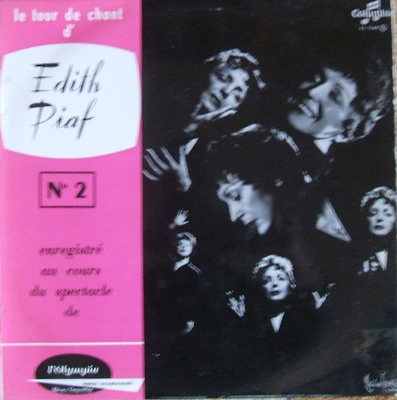 le tour de chant
d'
Edith
Piaf
N° 2
enregistré
au cours
du spectacle
de
l'Olympia
Columbia